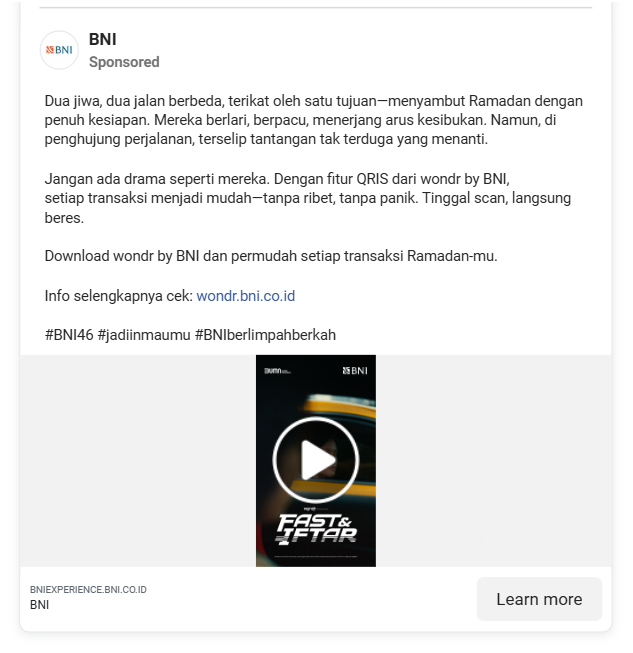 BNI
BNI
Sponsored
Dua jiwa, dua jalan berbeda, terikat oleh satu tujuan—menyambut Ramadan dengan
penuh kesiapan. Mereka berlari, berpacu, menerjang arus kesibukan. Namun, di
penghujung perjalanan, terselip tantangan tak terduga yang menanti.
Jangan ada drama seperti mereka. Dengan fitur QRIS dari wondr by BNI,
setiap transaksi menjadi mudah—tanpa ribet, tanpa panik. Tinggal scan, langsung
beres.
Download wondr by BNI dan permudah setiap transaksi Ramadan-mu.
Info selengkapnya cek: wondr.bni.co.id
#BNI46 #jadiinmaumu #BNIberlimpahberkah
BUMN
BNI
FAST&
IFTAR
BNIEXPERIENCE.BNI.CO.ID
BNI
Learn more